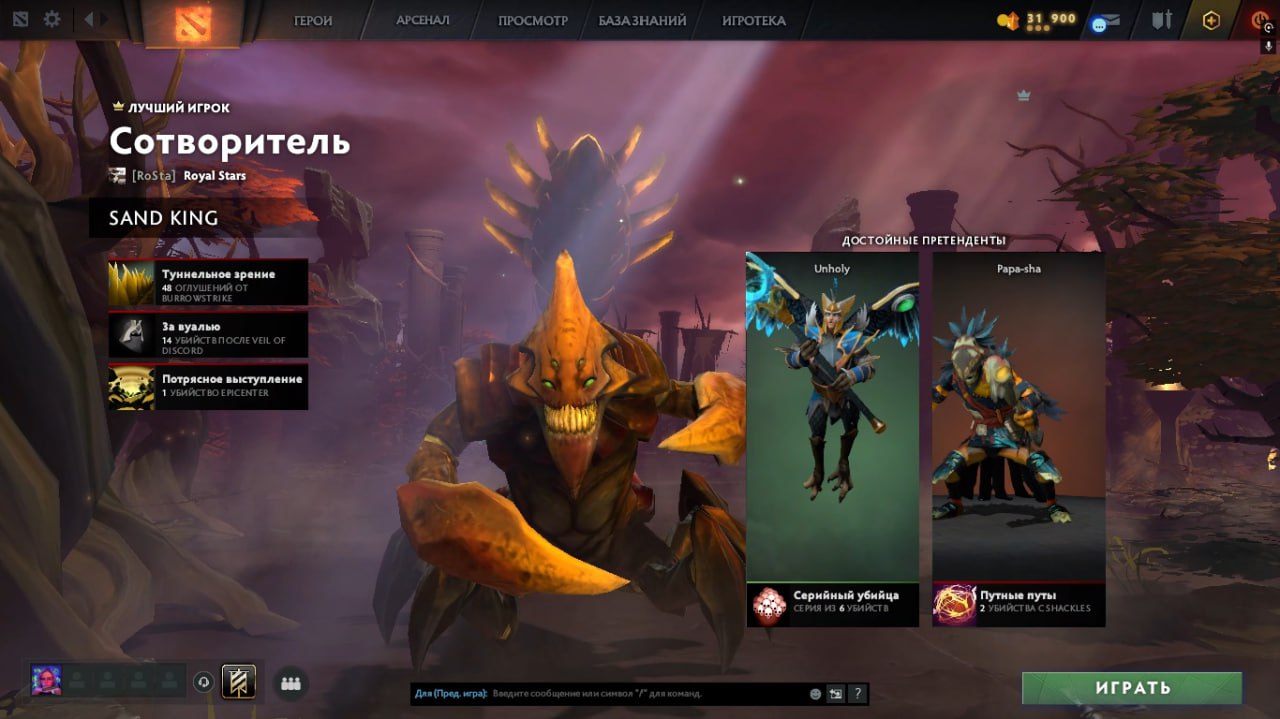 ГЕРОИ
АРСЕНАЛ
ПРОСМОТР
БАЗА ЗНАНИЙ
ИГРОТЕКА
31 900
ЛУЧШИЙ ИГРОК
Сотворитель
[RoSta] Royal Stars
SAND KING
Туннельное зрение
48 ОГЛУШЕНИЙ ОТ
BURROWSTRIKE
За вуалью
14 УБИЙСТВ ПОСЛЕ VEIL OF
DISCORD
Потрясное выступление
1 УБИЙСТВО EPICENTER
ДОСТОЙНЫЕ ПРЕТЕНДЕНТЫ
Unholy
Papa-sha
Серийный убийца
СЕРИЯ ИЗ 6 УБИЙСТВ
Путные путы
2 УБИЙСТВА С SHACKLES
Для (Пред. игра): Введите сообщение или символ "/" для команд.
?
ИГРАТЬ